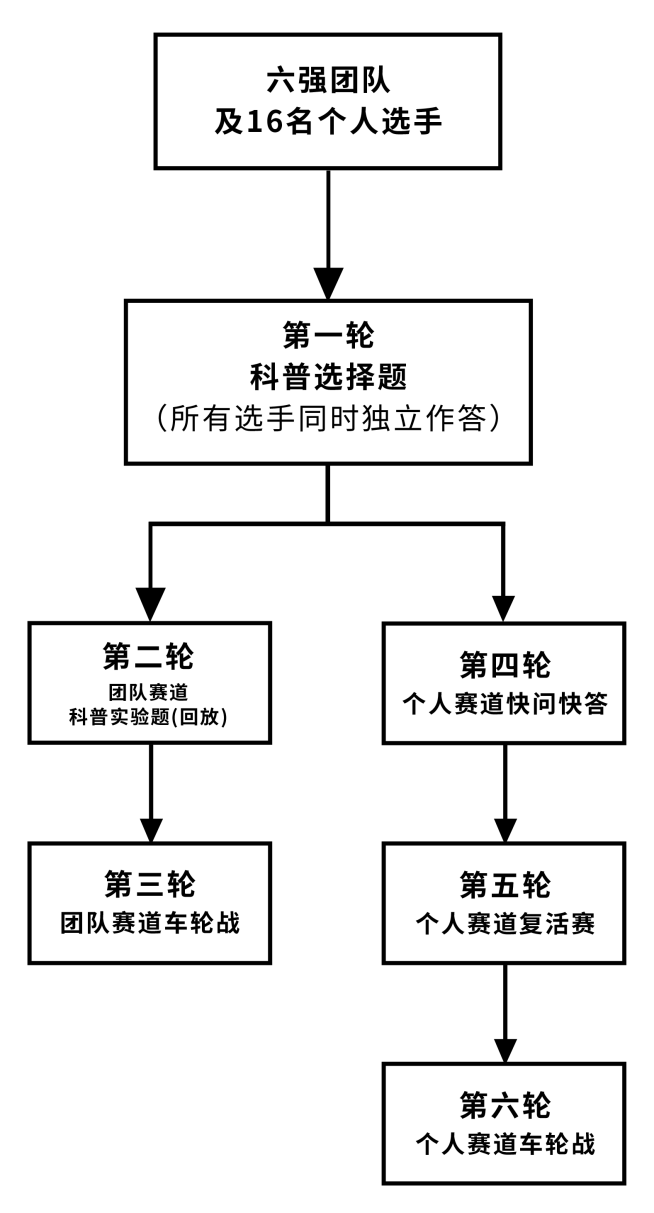 六强团队
及16名个人选手
第一轮
科普选择题
（所有选手同时独立作答）
第二轮
团队赛道
科普实验题(回放)
第三轮
团队赛道车轮战
第四轮
个人赛道快问快答
第五轮
个人赛道复活赛
第六轮
个人赛道车轮战